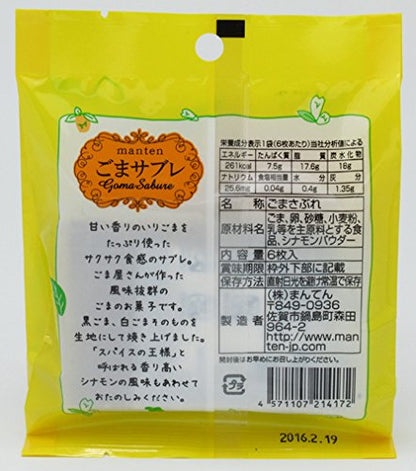 manten
ごまサブレ
Goma Sabure
甘い香りのいりごまを
たっぷり使った
サクサク食感のサブレ。
ごま屋さんが作った
風味抜群の
ごまのお菓子です。
黒ごま、白ごまそのものを
生地にして焼き上げました。
「スパイスの王様」と
呼ばれる香り高い
シナモンの風味もあわせて
おたのしみください。
栄養成分表示1袋(6枚あたり)当社分析値による
エネルギー たんぱく質 脂質 炭水化物
261kcal 7.5g 17.6g 18g
ナトリウム 食塩相当量 水分 灰分
25.6mg 0.04g 0.4g 1.35g
名称 ごまさぶれ
原材料名 ごま、卵、砂糖、小麦粉、
乳等を主原料とする食
品、シナモンパウダー
内容量 6枚入
賞味期限 枠外下部に記載
保存方法 直射日光を避け常温で保存
製造者 (株)まんてん
〒849-0936
佐賀市鍋島町森田
964-2
http://www.man
ten-jp.com
開封後はお早めにお召し上がりください。
プラ
4 571107 214172
2016.2.19